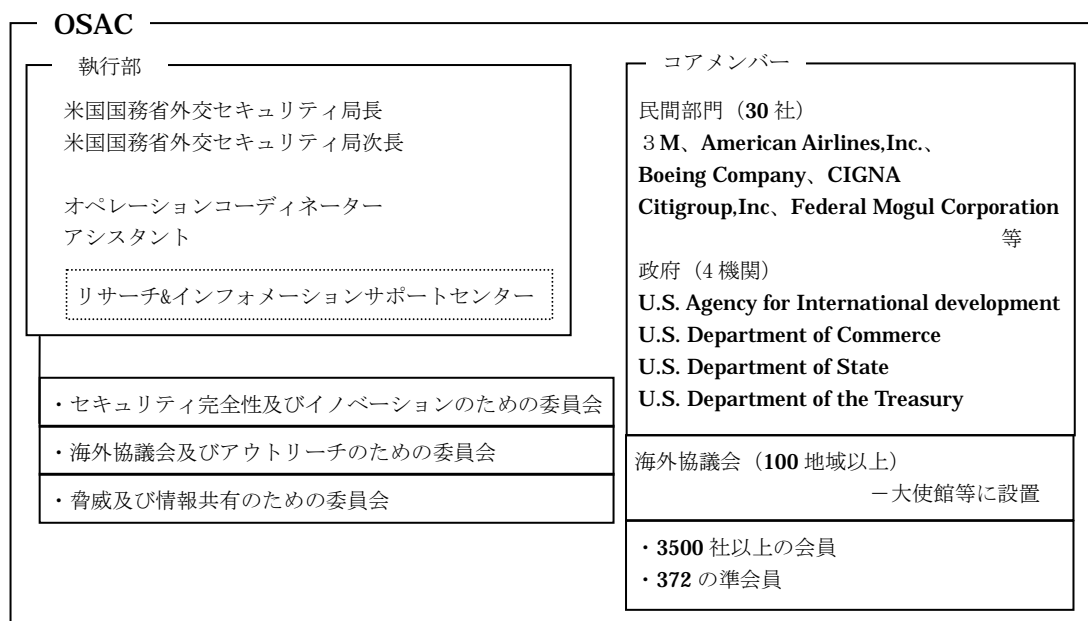 OSAC
執行部
米国国務省外交セキュリティ局長
米国国務省外交セキュリティ局次長
オペレーションコーディネーター
アシスタント
リサーチ&インフォメーションサポートセンター
・セキュリティ完全性及びイノベーションのための委員会
・海外協議会及びアウトリーチのための委員会
・脅威及び情報共有のための委員会
コアメンバー
民間部門（30 社）
３M、American Airlines,Inc.、
Boeing Company、CIGNA
Citigroup,Inc、Federal Mogul Corporation
等
政府（4 機関）
U.S. Agency for International development
U.S. Department of Commerce
U.S. Department of State
U.S. Department of the Treasury
海外協議会（100 地域以上）
－大使館等に設置
・3500 社以上の会員
・372 の準会員